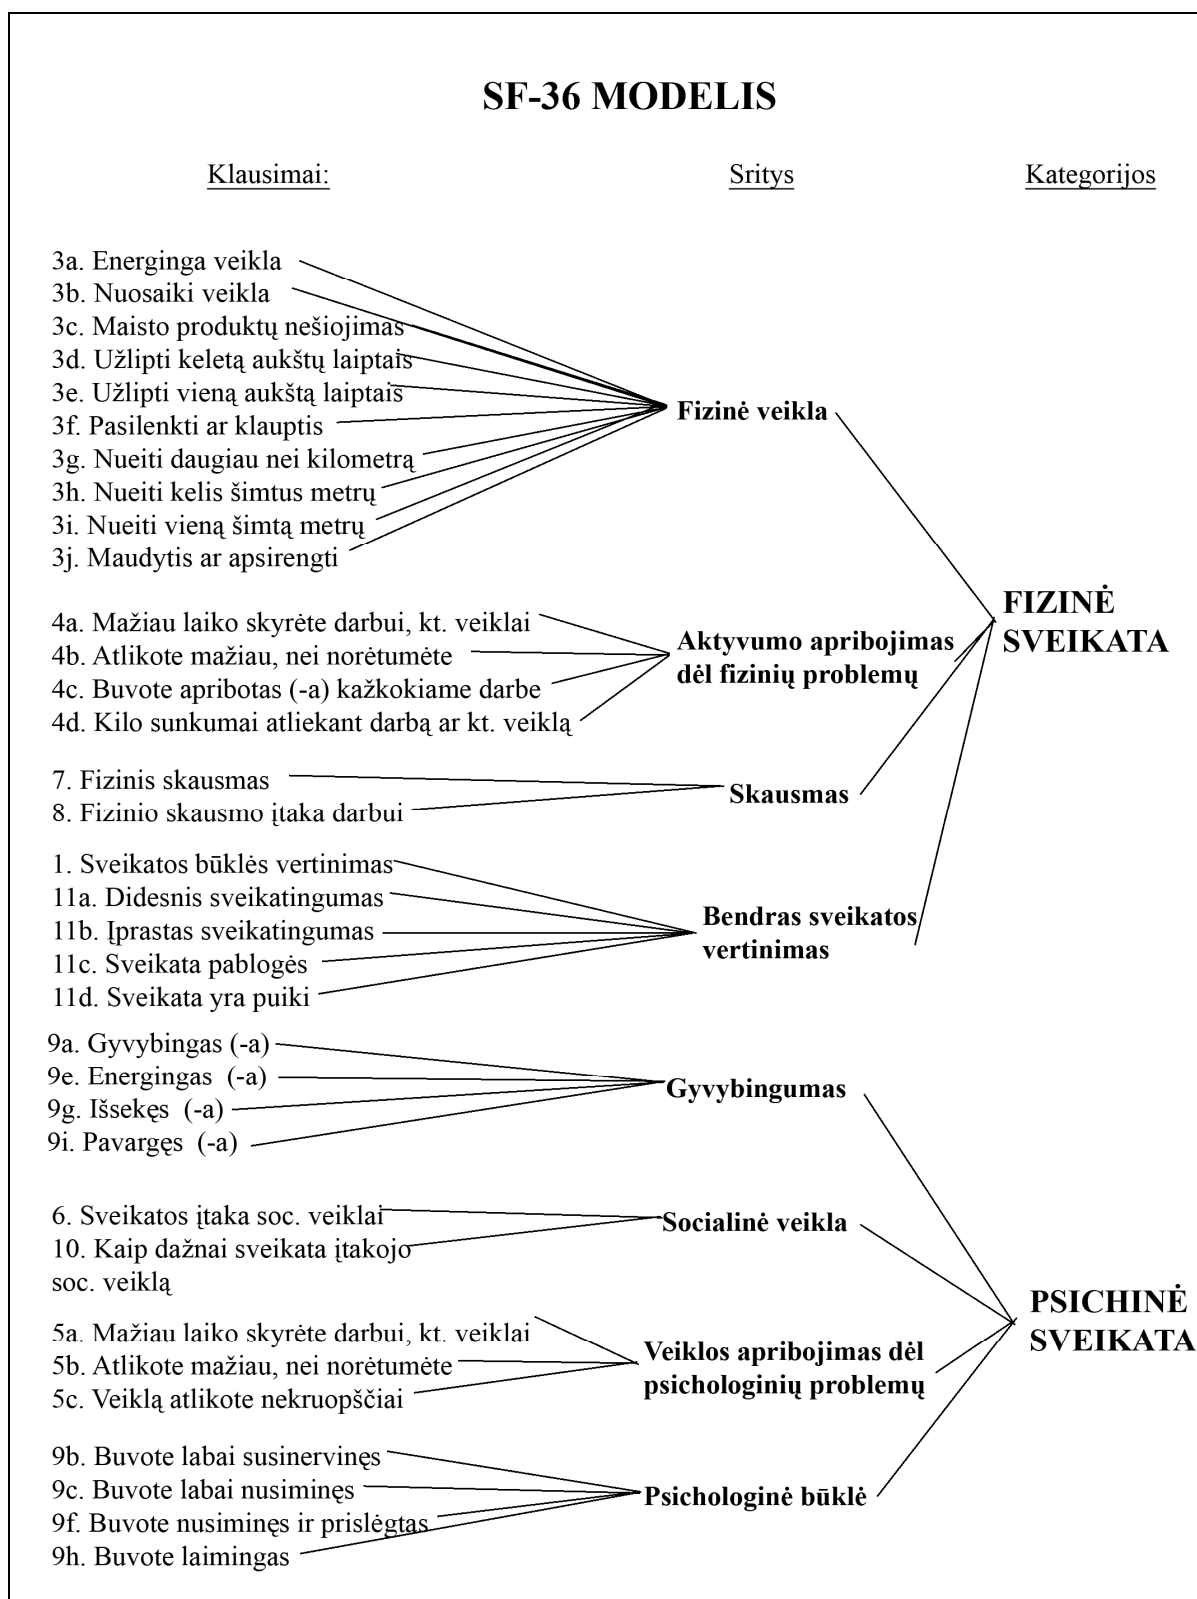 SF-36 MODELIS
Klausimai:
Sritys
Kategorijos
3a. Energinga veikla
3b. Nuosaiki veikla
3c. Maisto produktų nešiojimas
3d. Užlipti keletą aukštų laiptais
3e. Užlipti vieną aukštą laiptais
3f. Pasilenkti ar klauptis
3g. Nueiti daugiau nei kilometrą
3h. Nueiti kelis šimtus metrų
3i. Nueiti vieną šimtą metrų
3j. Maudytis ar apsirengti
Fizinė veikla
4a. Mažiau laiko skyrėte darbui, kt. veiklai
4b. Atlikote mažiau, nei norėtumėte
4c. Buvote apribotas (-a) kažkokiame darbe
4d. Kilo sunkumai atliekant darbą ar kt. veiklą
Aktyvumo apribojimas
dėl fizinių problemų
7. Fizinis skausmas
8. Fizinio skausmo įtaka darbui
Skausmas
1. Sveikatos būklės vertinimas
11a. Didesnis sveikatingumas
11b. Įprastas sveikatingumas
11c. Sveikata pablogės
11d. Sveikata yra puiki
Bendras sveikatos
vertinimas
FIZINĖ
SVEIKATA
9a. Gyvybingas (-a)
9e. Energingas (-a)
9g. Išsekęs (-a)
9i. Pavargęs (-a)
Gyvybingumas
6. Sveikatos įtaka soc. veiklai
10. Kaip dažnai sveikata įtakojo
soc. veiklą
Socialinė veikla
5a. Mažiau laiko skyrėte darbui, kt. veiklai
5b. Atlikote mažiau, nei norėtumėte
5c. Veiklą atlikote nekruopščiai
Veiklos apribojimas dėl
psichologinių problemų
9b. Buvote labai susinervinęs
9c. Buvote labai nusiminęs
9f. Buvote nusiminęs ir prislėgtas
9h. Buvote laimingas
Psichologinė būklė
PSICHINĖ
SVEIKATA